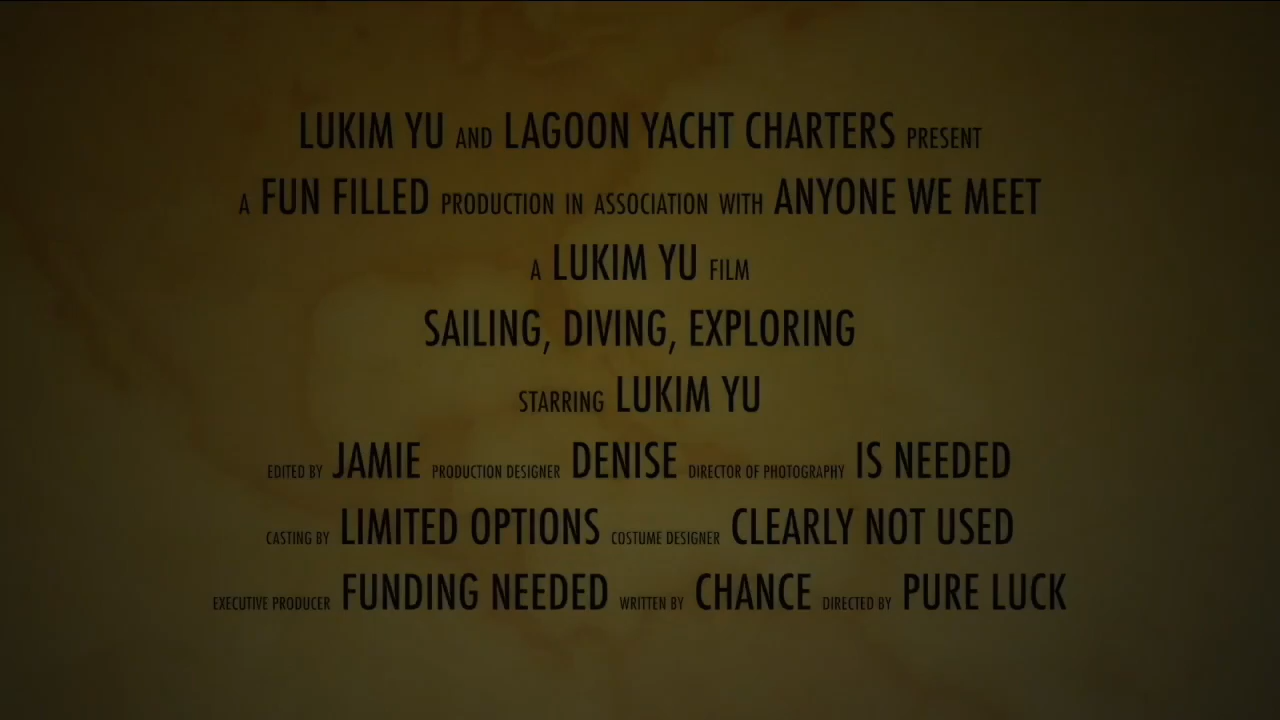 LUKIM YU AND LAGOON YACHT CHARTERS PRESENT
A FUN FILLED PRODUCTION IN ASSOCIATION WITH ANYONE WE MEET
A LUKIM YU FILM
SAILING, DIVING, EXPLORING
STARRING LUKIM YU
EDITED BY JAMIE PRODUCTION DESIGNER DENISE DIRECTOR OF PHOTOGRAPHY IS NEEDED
CASTING BY LIMITED OPTIONS COSTUME DESIGNER CLEARLY NOT USED
EXECUTIVE PRODUCER FUNDING NEEDED WRITTEN BY CHANCE DIRECTED BY PURE LUCK